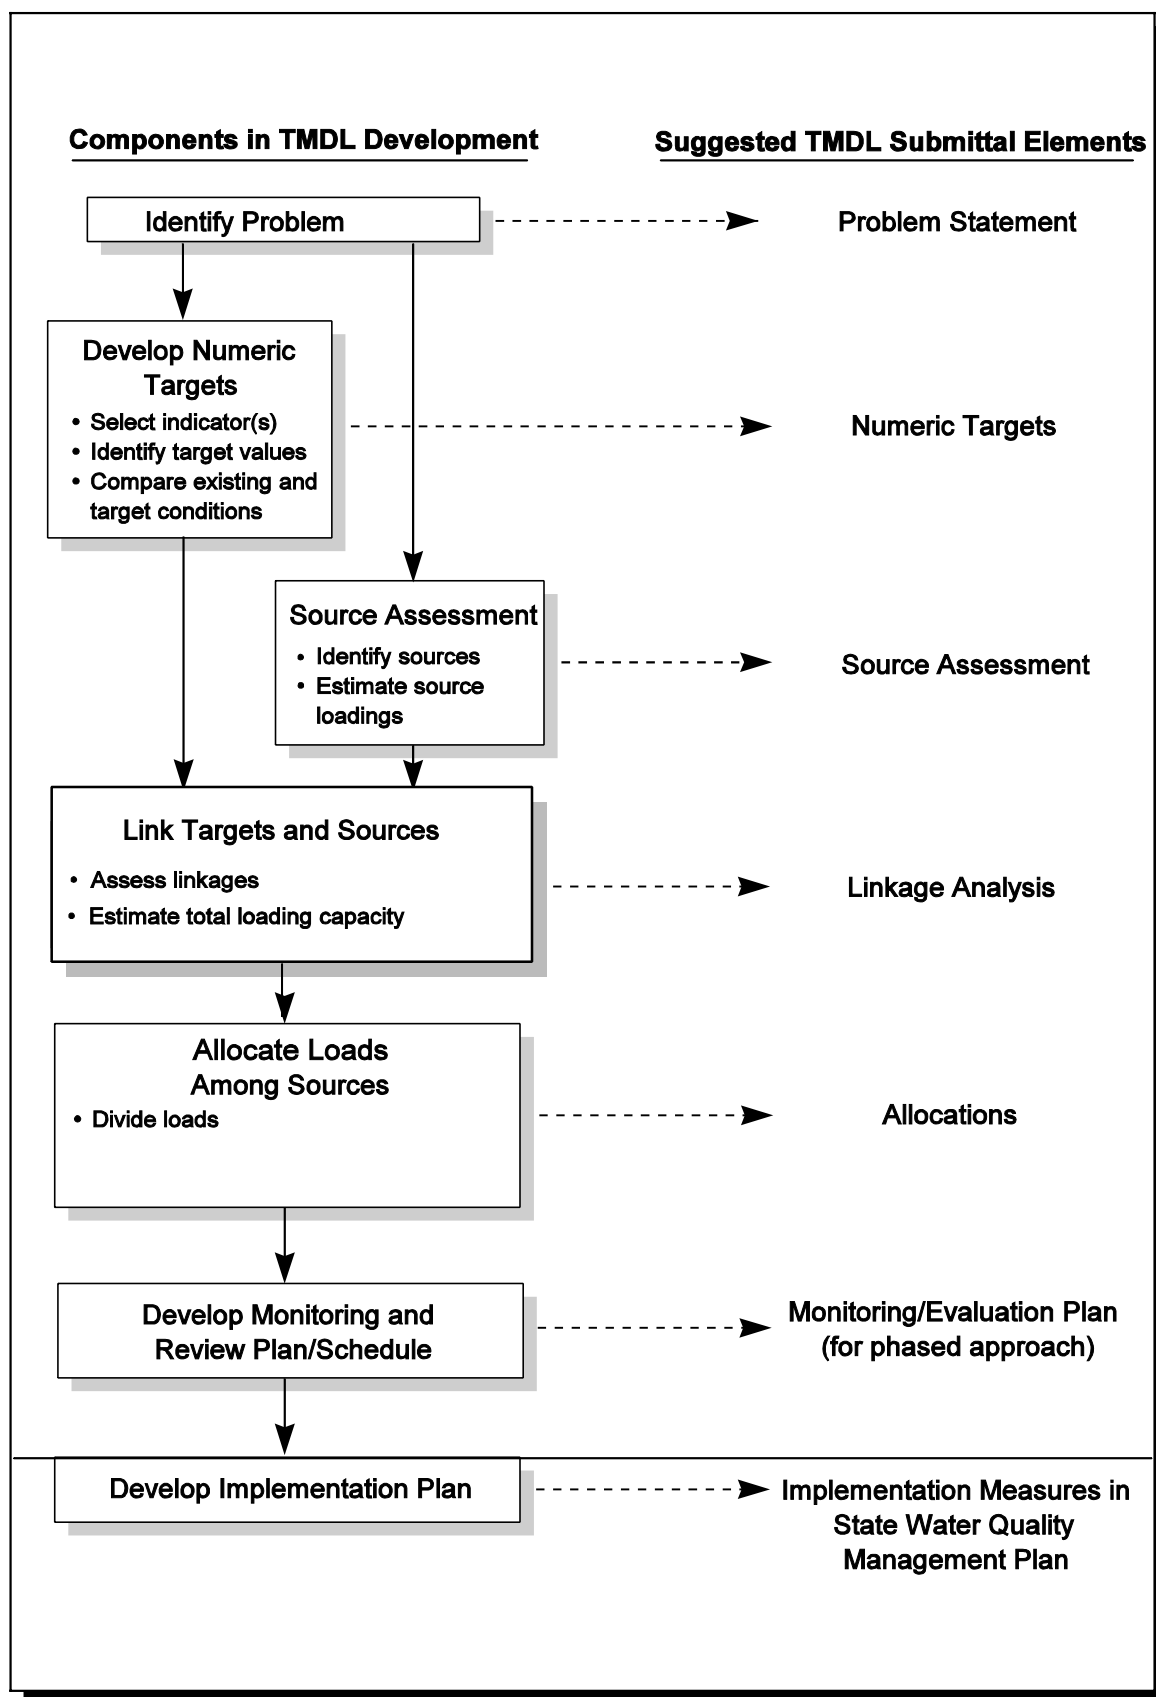 Components in TMDL Development
Suggested TMDL Submittal Elements
Identify Problem
Problem Statement
Develop Numeric
Targets
• Select indicator(s)
• Identify target values
• Compare existing and
target conditions
Numeric Targets
Source Assessment
• Identify sources
• Estimate source
loadings
Source Assessment
Link Targets and Sources
• Assess linkages
• Estimate total loading capacity
Linkage Analysis
Allocate Loads
Among Sources
• Divide loads
Allocations
Develop Monitoring and
Review Plan/Schedule
Monitoring/Evaluation Plan
(for phased approach)
Develop Implementation Plan
Implementation Measures in
State Water Quality
Management Plan